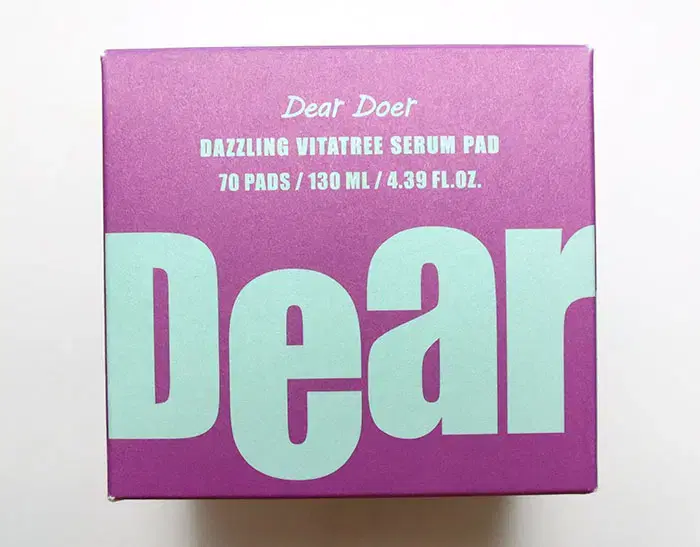 Dear Doer
DAZZLING VITATREE SERUM PAD
70 PADS / 130 ML / 4.39 FL.OZ.
Dear